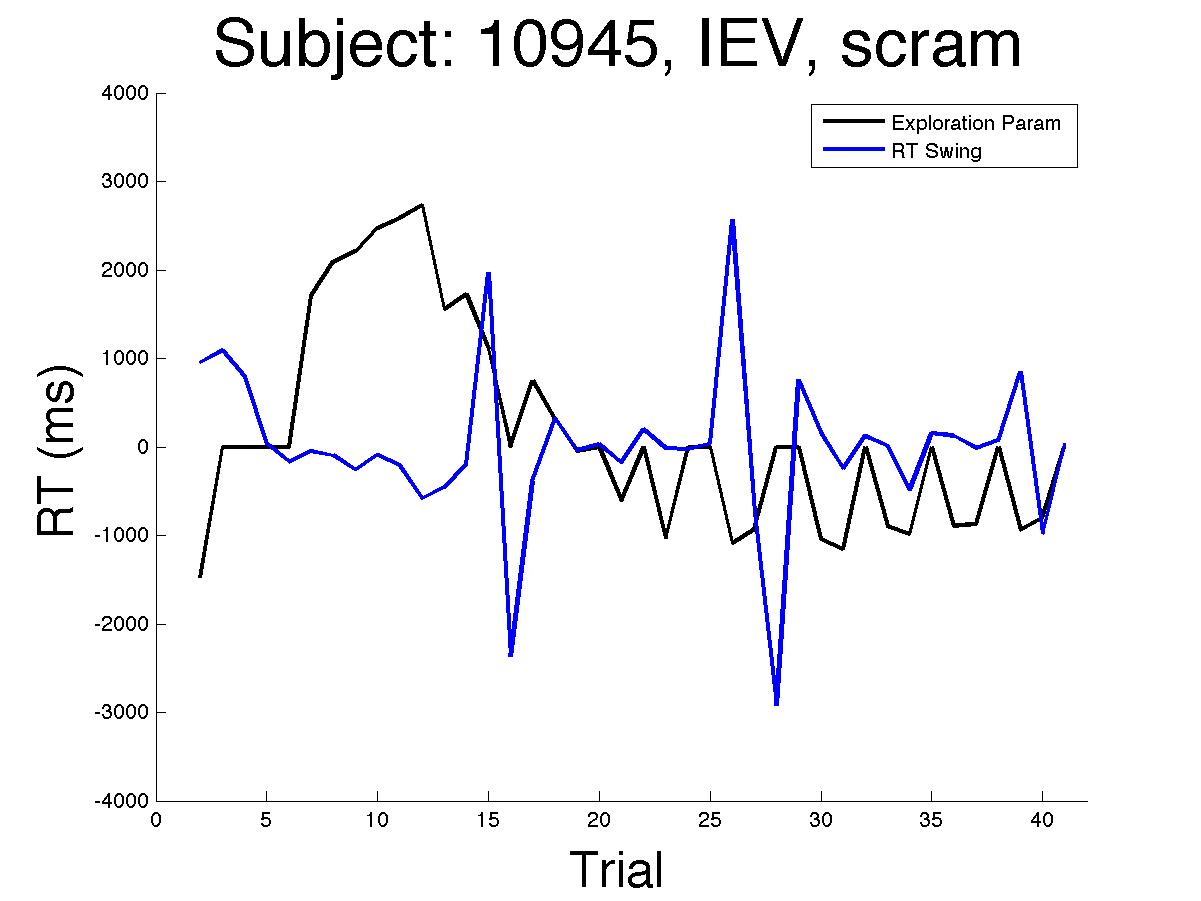 Subject: 10945, IEV, scram
Exploration Param
RT Swing
4000
3000
2000
1000
0
-1000
-2000
-3000
-4000
RT (ms)
0 5 10 15 20 25 30 35 40
Trial